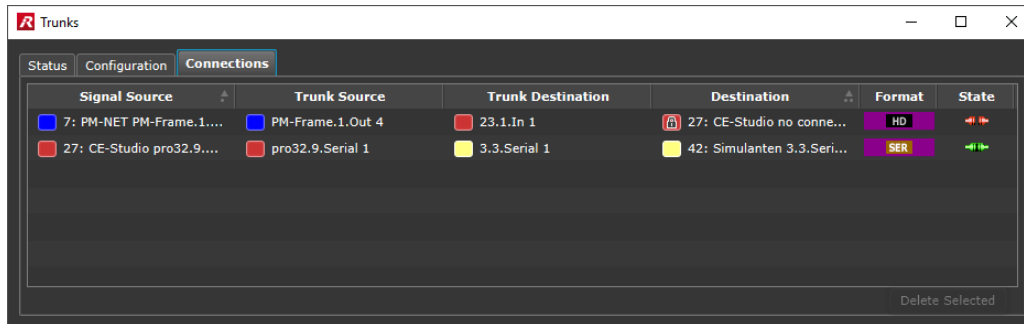 R Trunks
Status Configuration Connections
Signal Source Trunk Source Trunk Destination Destination Format State
7: PM-NET PM-Frame.1.... PM-Frame.1.Out 4 23.1.In 1 27: CE-Studio no conne... HD
27: CE-Studio pro32.9.... pro32.9.Serial 1 3.3.Serial 1 42: Simulanten 3.3.Seri... SER
Delete Selected